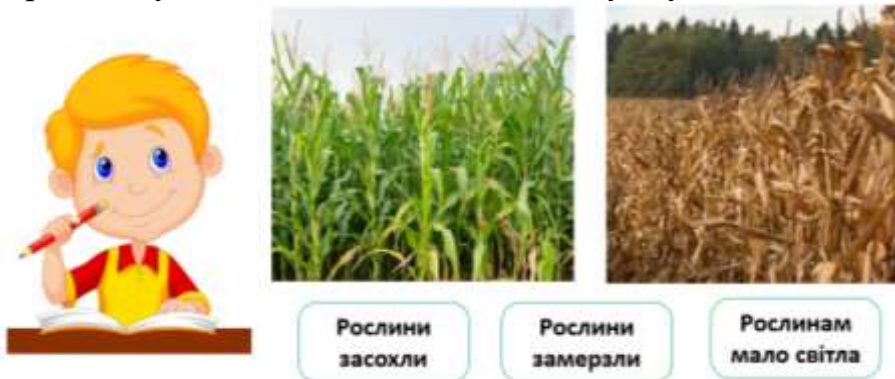 Рослини
засохли
Рослини
замерзли
Рослинам
мало світла